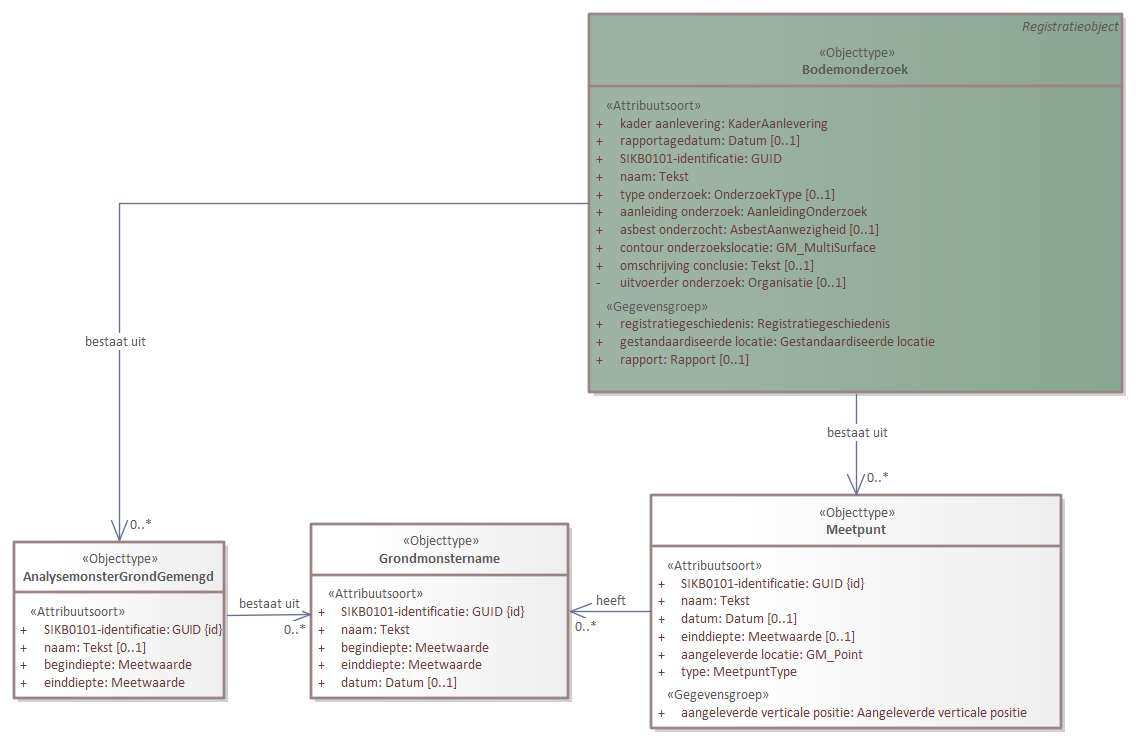 Registratieobject
«Objecttype»
Bodemonderzoek
«Attribuutsoort»
+ kader aanlevering: KaderAanlevering
+ rapportagedatum: Datum [0..1]
+ SIKB0101-identificatie: GUID
+ naam: Tekst
+ type onderzoek: OnderzoekType [0..1]
+ aanleiding onderzoek: AanleidingOnderzoek
+ asbest onderzocht: AsbestAanwezigheid [0..1]
+ contour onderzoekslocatie: GM_MultiSurface
+ omschrijving conclusie: Tekst [0..1]
- uitvoerder onderzoek: Organisatie [0..1]
«Gegevensgroep»
+ registratiegeschiedenis: Registratiegeschiedenis
+ gestandaardiseerde locatie: Gestandaardiseerde locatie
+ rapport: Rapport [0..1]
bestaat uit
0..*
bestaat uit
0..*
«Objecttype»
AnalysemonsterGrondGemengd
«Attribuutsoort»
+ SIKB0101-identificatie: GUID {id}
+ naam: Tekst [0..1]
+ begindiepte: Meetwaarde
+ einddiepte: Meetwaarde
bestaat uit
0..*
«Objecttype»
Grondmonstername
«Attribuutsoort»
+ SIKB0101-identificatie: GUID {id}
+ naam: Tekst
+ begindiepte: Meetwaarde
+ einddiepte: Meetwaarde
+ datum: Datum [0..1]
heeft
0..*
«Objecttype»
Meetpunt
«Attribuutsoort»
+ SIKB0101-identificatie: GUID {id}
+ naam: Tekst
+ datum: Datum [0..1]
+ einddiepte: Meetwaarde [0..1]
+ aangeleverde locatie: GM_Point
+ type: MeetpuntType
«Gegevensgroep»
+ aangeleverde verticale positie: Aangeleverde verticale positie